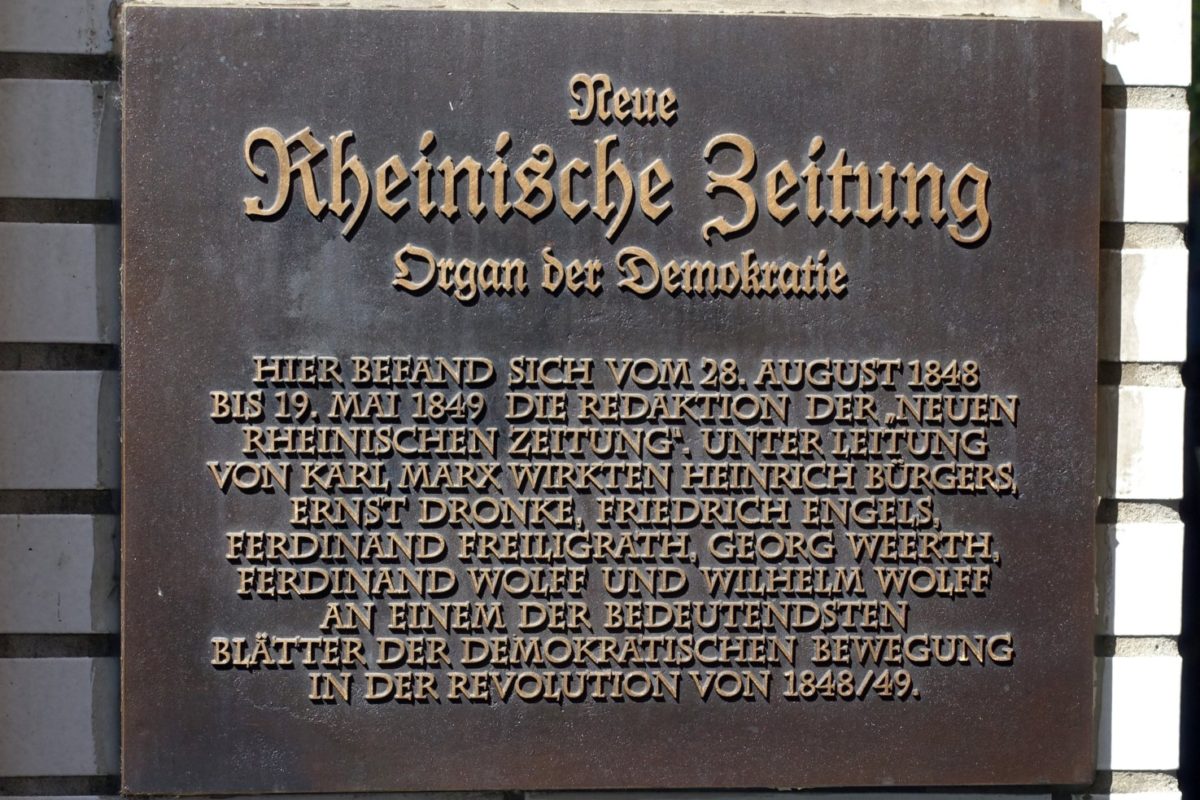 Neue
Rheinische Zeitung
Organ der Demokratie
HIER BEFAND SICH VOM 28. AUGUST 1848
BIS 19. MAI 1849 DIE REDAKTION DER „NEUEN
RHEINISCHEN ZEITUNG“. UNTER LEITUNG
VON KARL MARX WIRKTEN HEINRICH BÜRGERS,
ERNST DRONKE, FRIEDRICH ENGELS,
FERDINAND FREILIGRATH, GEORG WEERTH,
FERDINAND WOLFF UND WILHELM WOLFF
AN EINEM DER BEDEUTENDSTEN
BLÄTTER DER DEMOKRATISCHEN BEWEGUNG
IN DER REVOLUTION VON 1848/49.